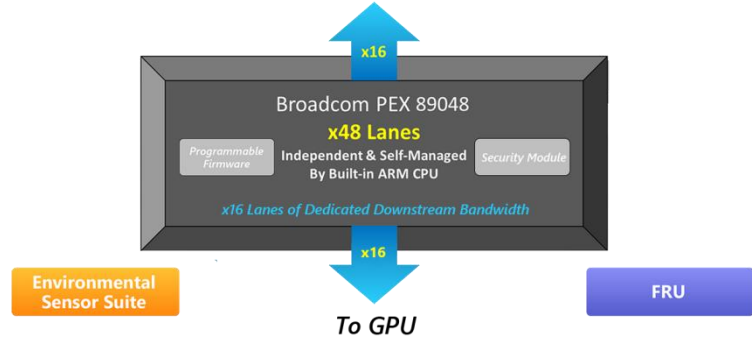 x16
Broadcom PEX 89048
x48 Lanes
Programmable
Firmware
Independent & Self-Managed
By Built-in ARM CPU
Security Module
x16 Lanes of Dedicated Downstream Bandwidth
x16
Environmental
Sensor Suite
FRU
To GPU